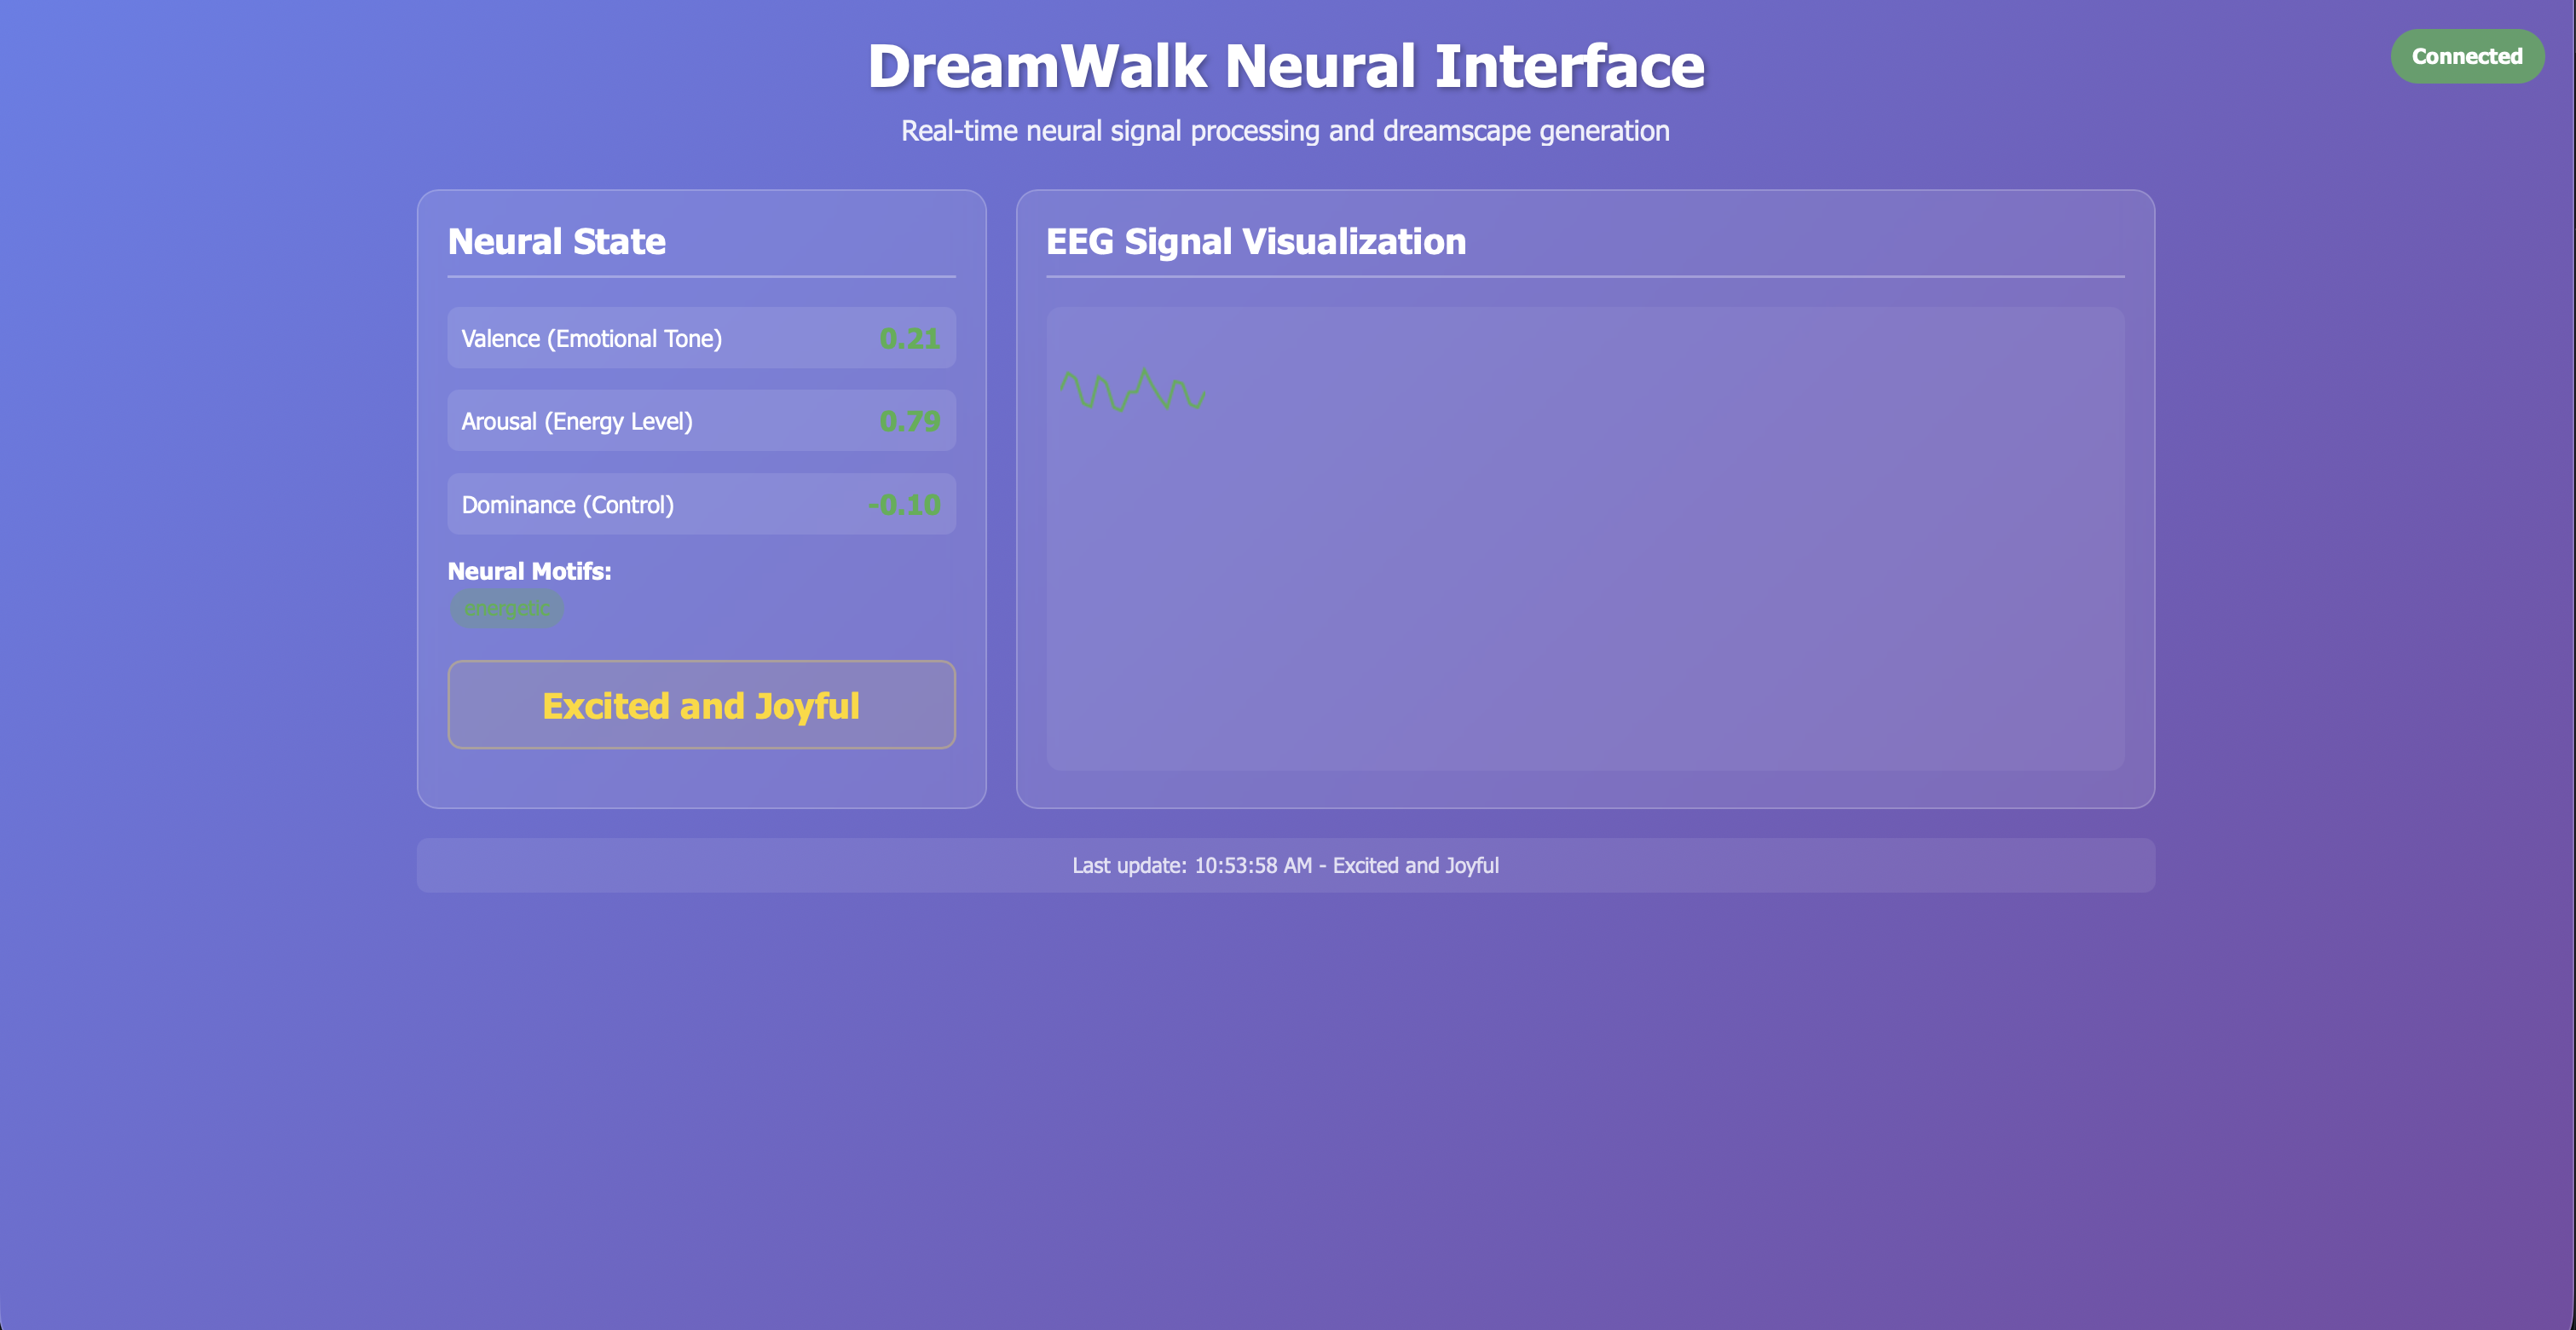 DreamWalk Neural Interface
Connected
Real-time neural signal processing and dreamscape generation
Neural State
Valence (Emotional Tone) 0.21
Arousal (Energy Level) 0.79
Dominance (Control) -0.10
Neural Motifs:
energetic
Excited and Joyful
EEG Signal Visualization
Last update: 10:53:58 AM - Excited and Joyful